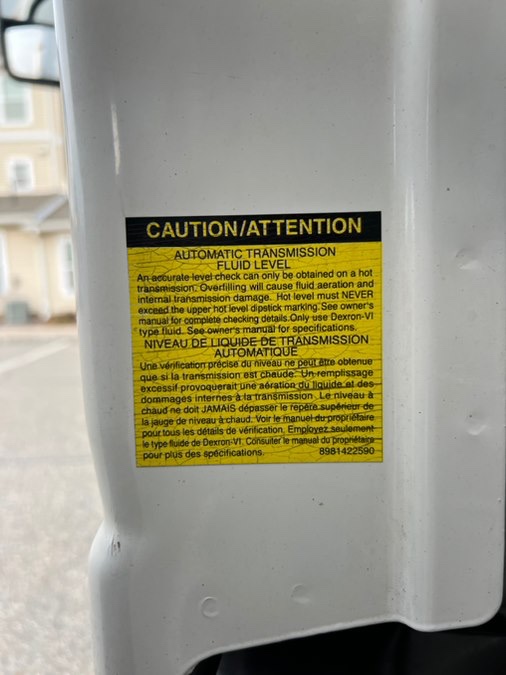 CAUTION/ATTENTION
AUTOMATIC TRANSMISSION
FLUID LEVEL
An accurate level check can only be obtained on a hot
transmission. Overfilling will cause fluid aeration and
internal transmission damage. Hot level must NEVER
exceed the upper hot level dipstick marking. See owner's
manual for complete checking details. Only use Dexron-VI
type fluid. See owner's manual for specifications.
NIVEAU DE LIQUIDE DE TRANSMISSION
AUTOMATIQUE
Une vérification précise du niveau ne peut être obtenue
que si la transmission est chaude. Un remplissage
excessif provoquerait une aération du liquide et des
dommages internes à la transmission. Le niveau à
chaud ne doit JAMAIS dépasser le repère supérieur de
la jauge de niveau à chaud. Voir le manuel du propriétaire
pour tous les détails de vérification. Employez seulement
le type fluide de Dexron-VI. Consulter le manuel du propriétaire
pour plus des spécifications. 8981422590